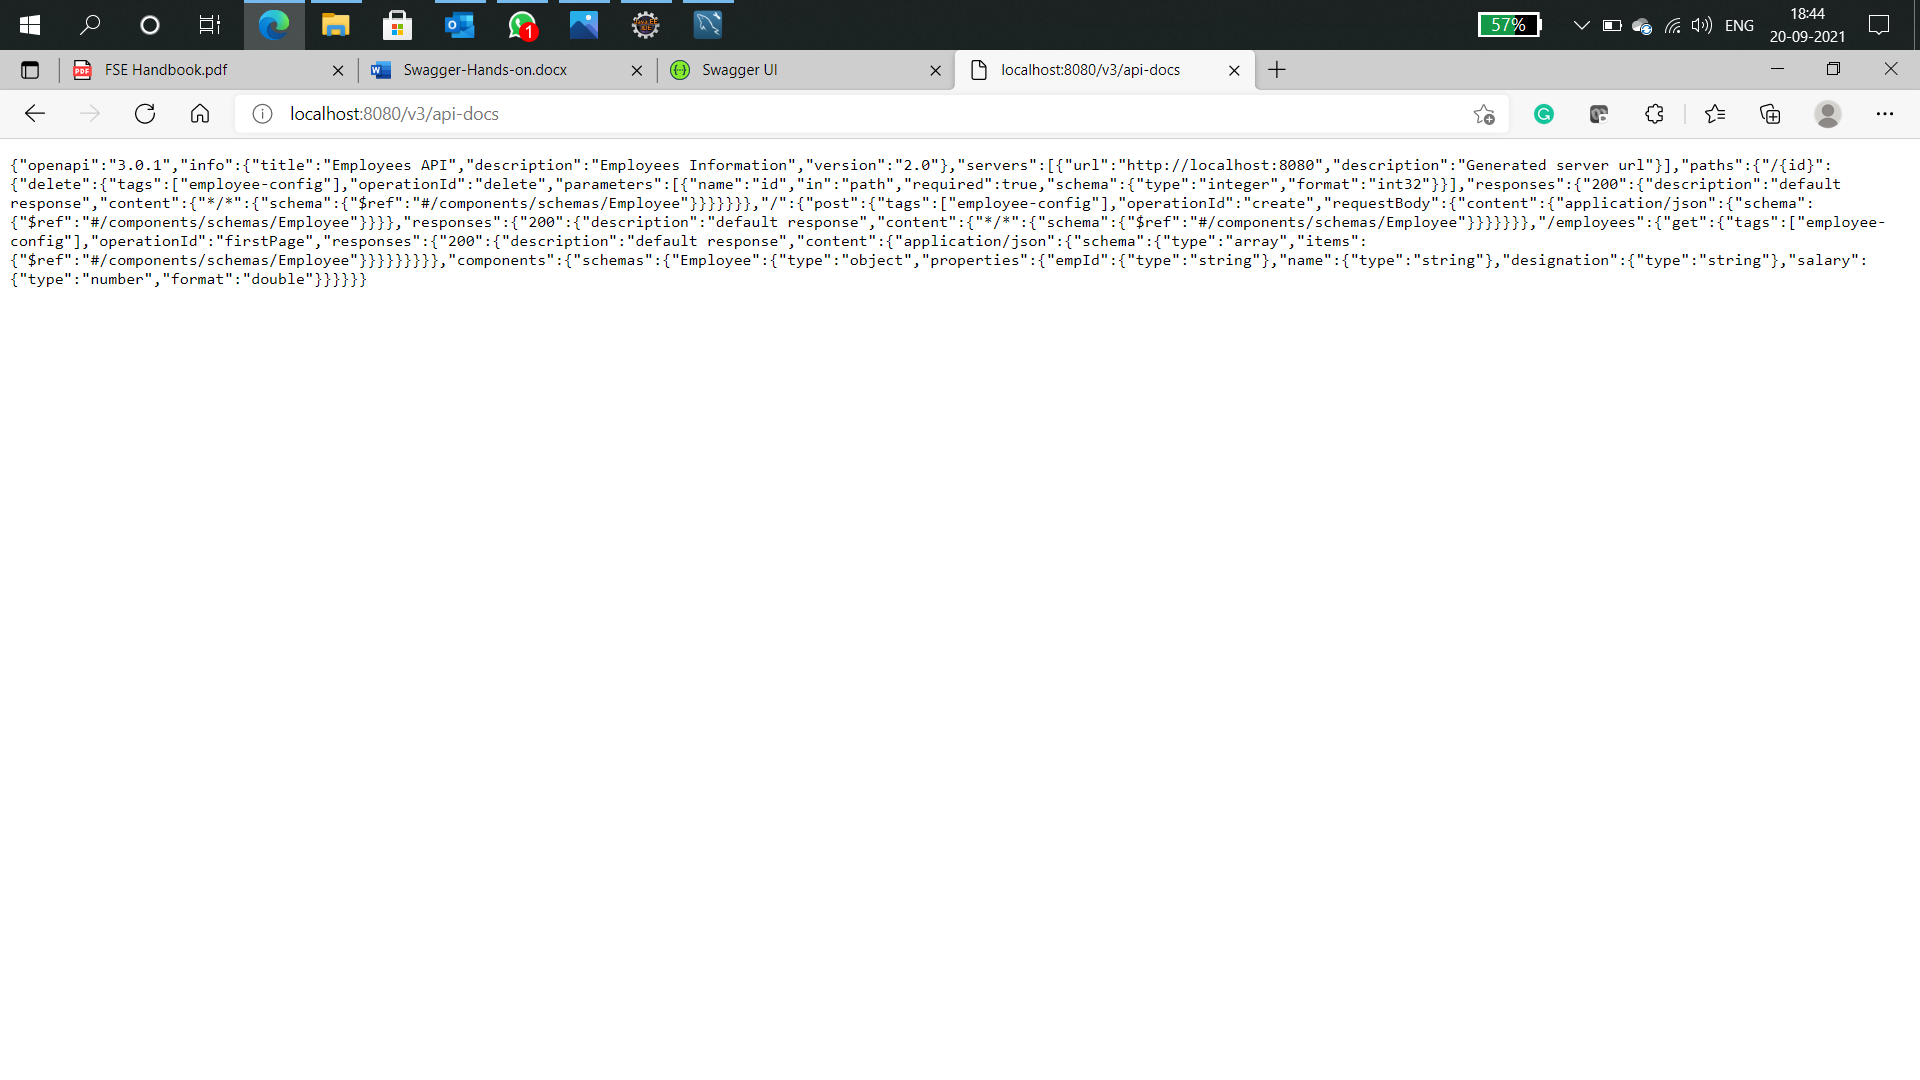 57%
ENG
18:44
20-09-2021
1
FSE Handbook.pdf
Swagger-Hands-on.docx
Swagger UI
localhost:8080/v3/api-docs
localhost:8080/v3/api-docs
{"openapi":"3.0.1","info":{"title":"Employees API","description":"Employees Information","version":"2.0"},"servers":[{"url":"http://localhost:8080","description":"Generated server url"}],"paths":{"/{id}":
{"delete":{"tags":["employee-config"],"operationId":"delete","parameters":[{"name":"id","in":"path","required":true,"schema":{"type":"integer","format":"int32"}}],"responses":{"200":{"description":"default
response","content":{"*/*":{"schema":{"$ref":"#/components/schemas/Employee"}}}}}}},"/":{"post":{"tags":["employee-config"],"operationId":"create","requestBody":{"content":{"application/json":{"schema":
{"$ref":"#/components/schemas/Employee"}}}},"responses":{"200":{"description":"default response","content":{"*/*":{"schema":{"$ref":"#/components/schemas/Employee"}}}}}}},"/employees":{"get":{"tags":["employee-
config"],"operationId":"firstPage","responses":{"200":{"description":"default response","content":{"application/json":{"schema":{"type":"array","items":
{"$ref":"#/components/schemas/Employee"}}}}}}}}},"components":{"schemas":{"Employee":{"type":"object","properties":{"empId":{"type":"string"},"name":{"type":"string"},"designation":{"type":"string"},"salary":
{"type":"number","format":"double"}}}}}}